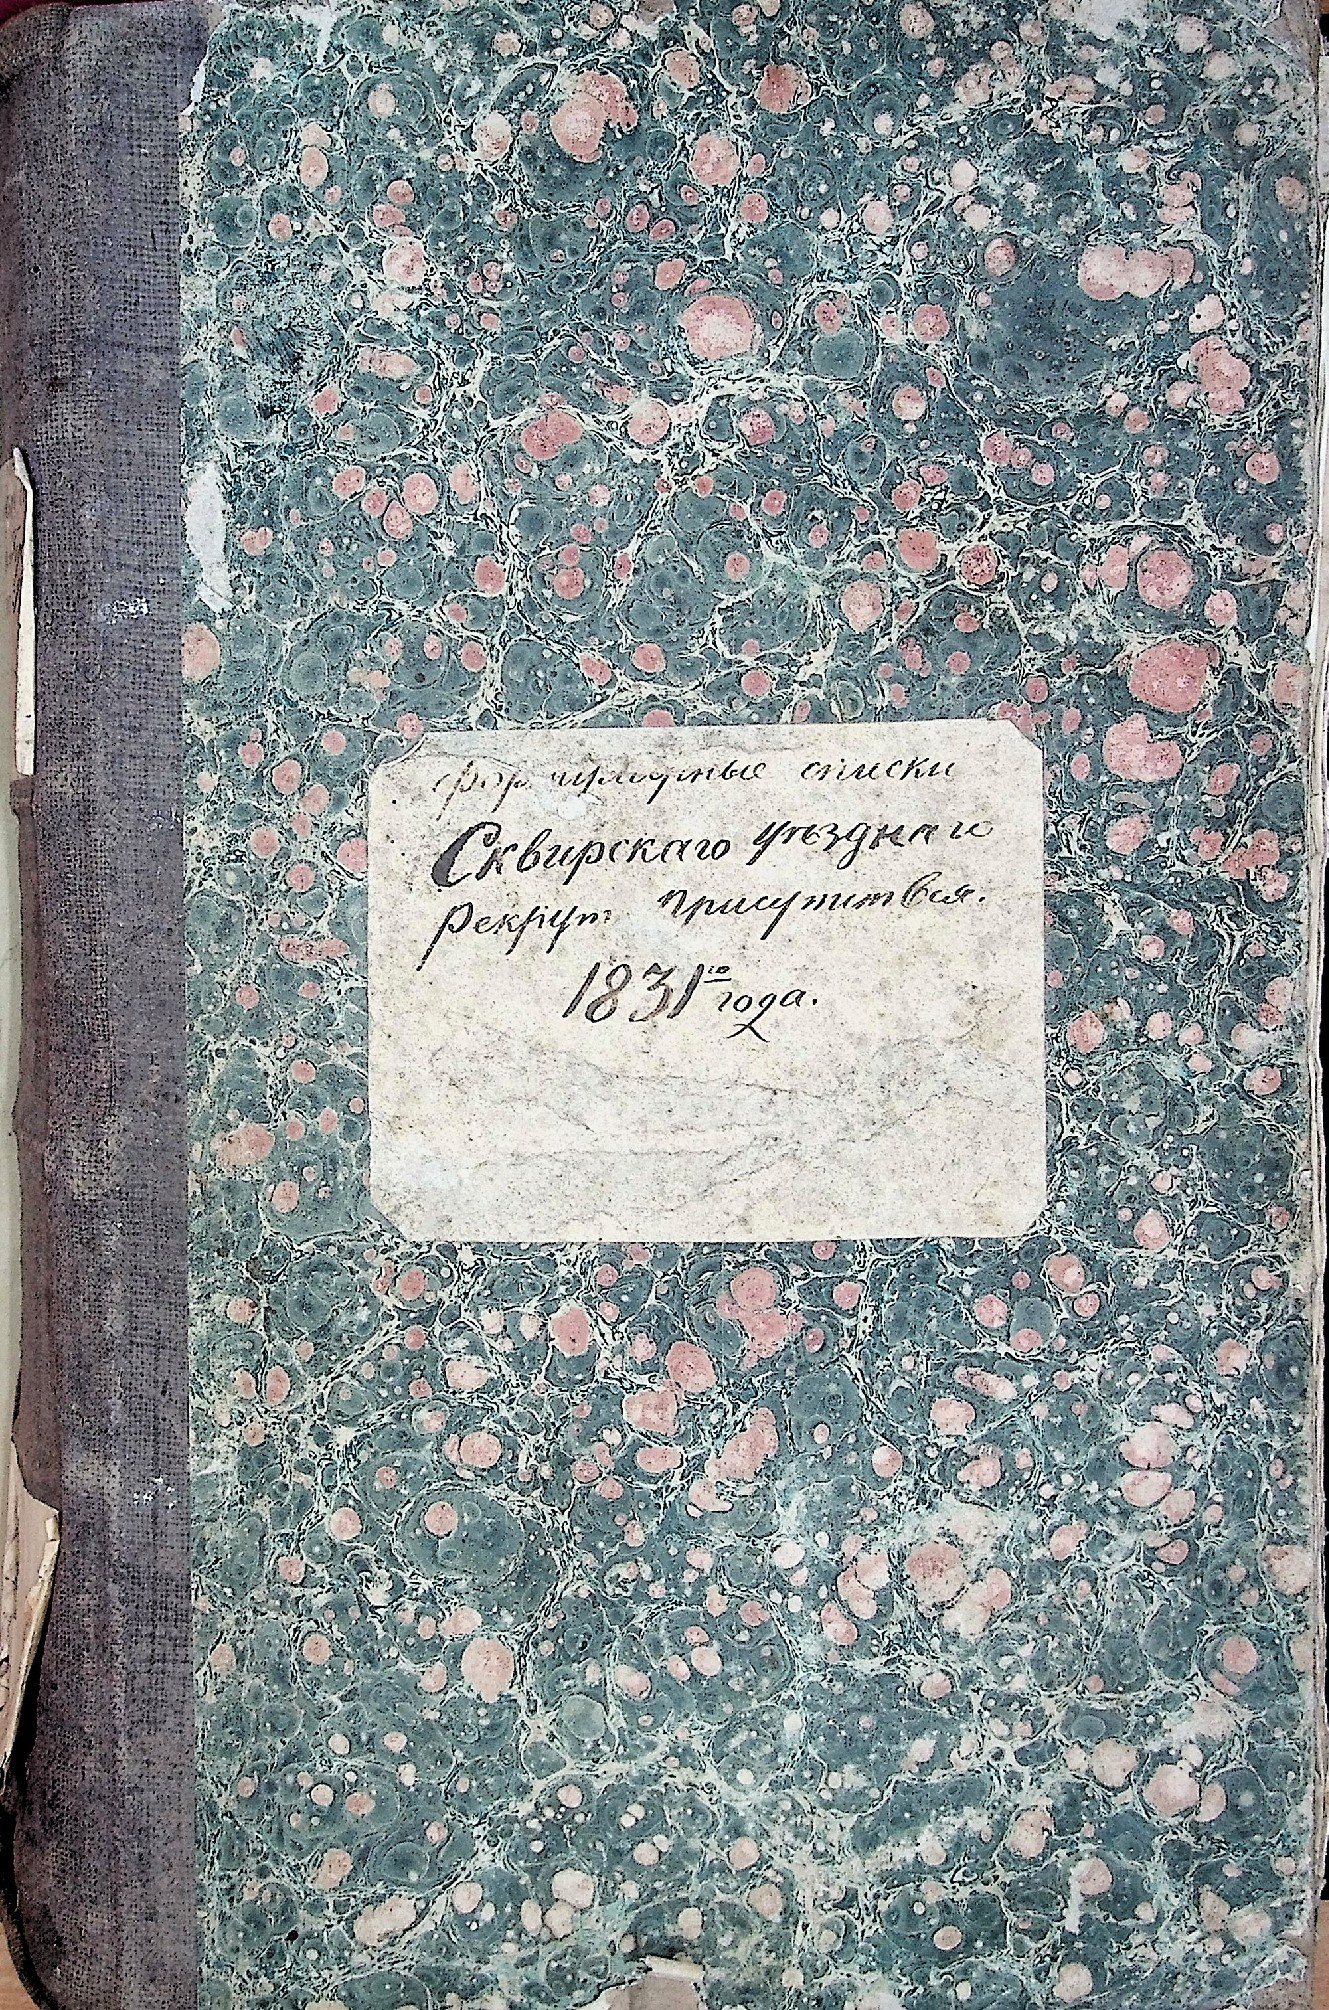 Формулярные списки
Сквирскаго уѣзднаго
Рекрут: присутствія.
1831го года.